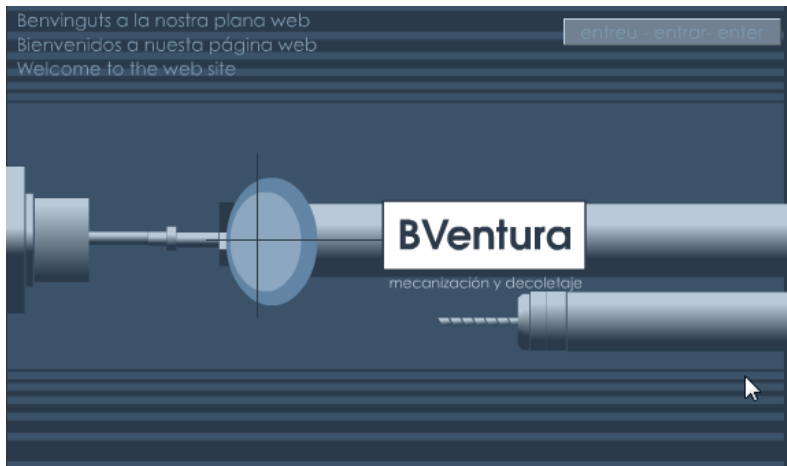 Benvinguts a la nostra plana web
Bienvenidos a nuesta página web
Welcome to the web site
entreu - entrar- enter
BVentura
mecanización y decoletaje